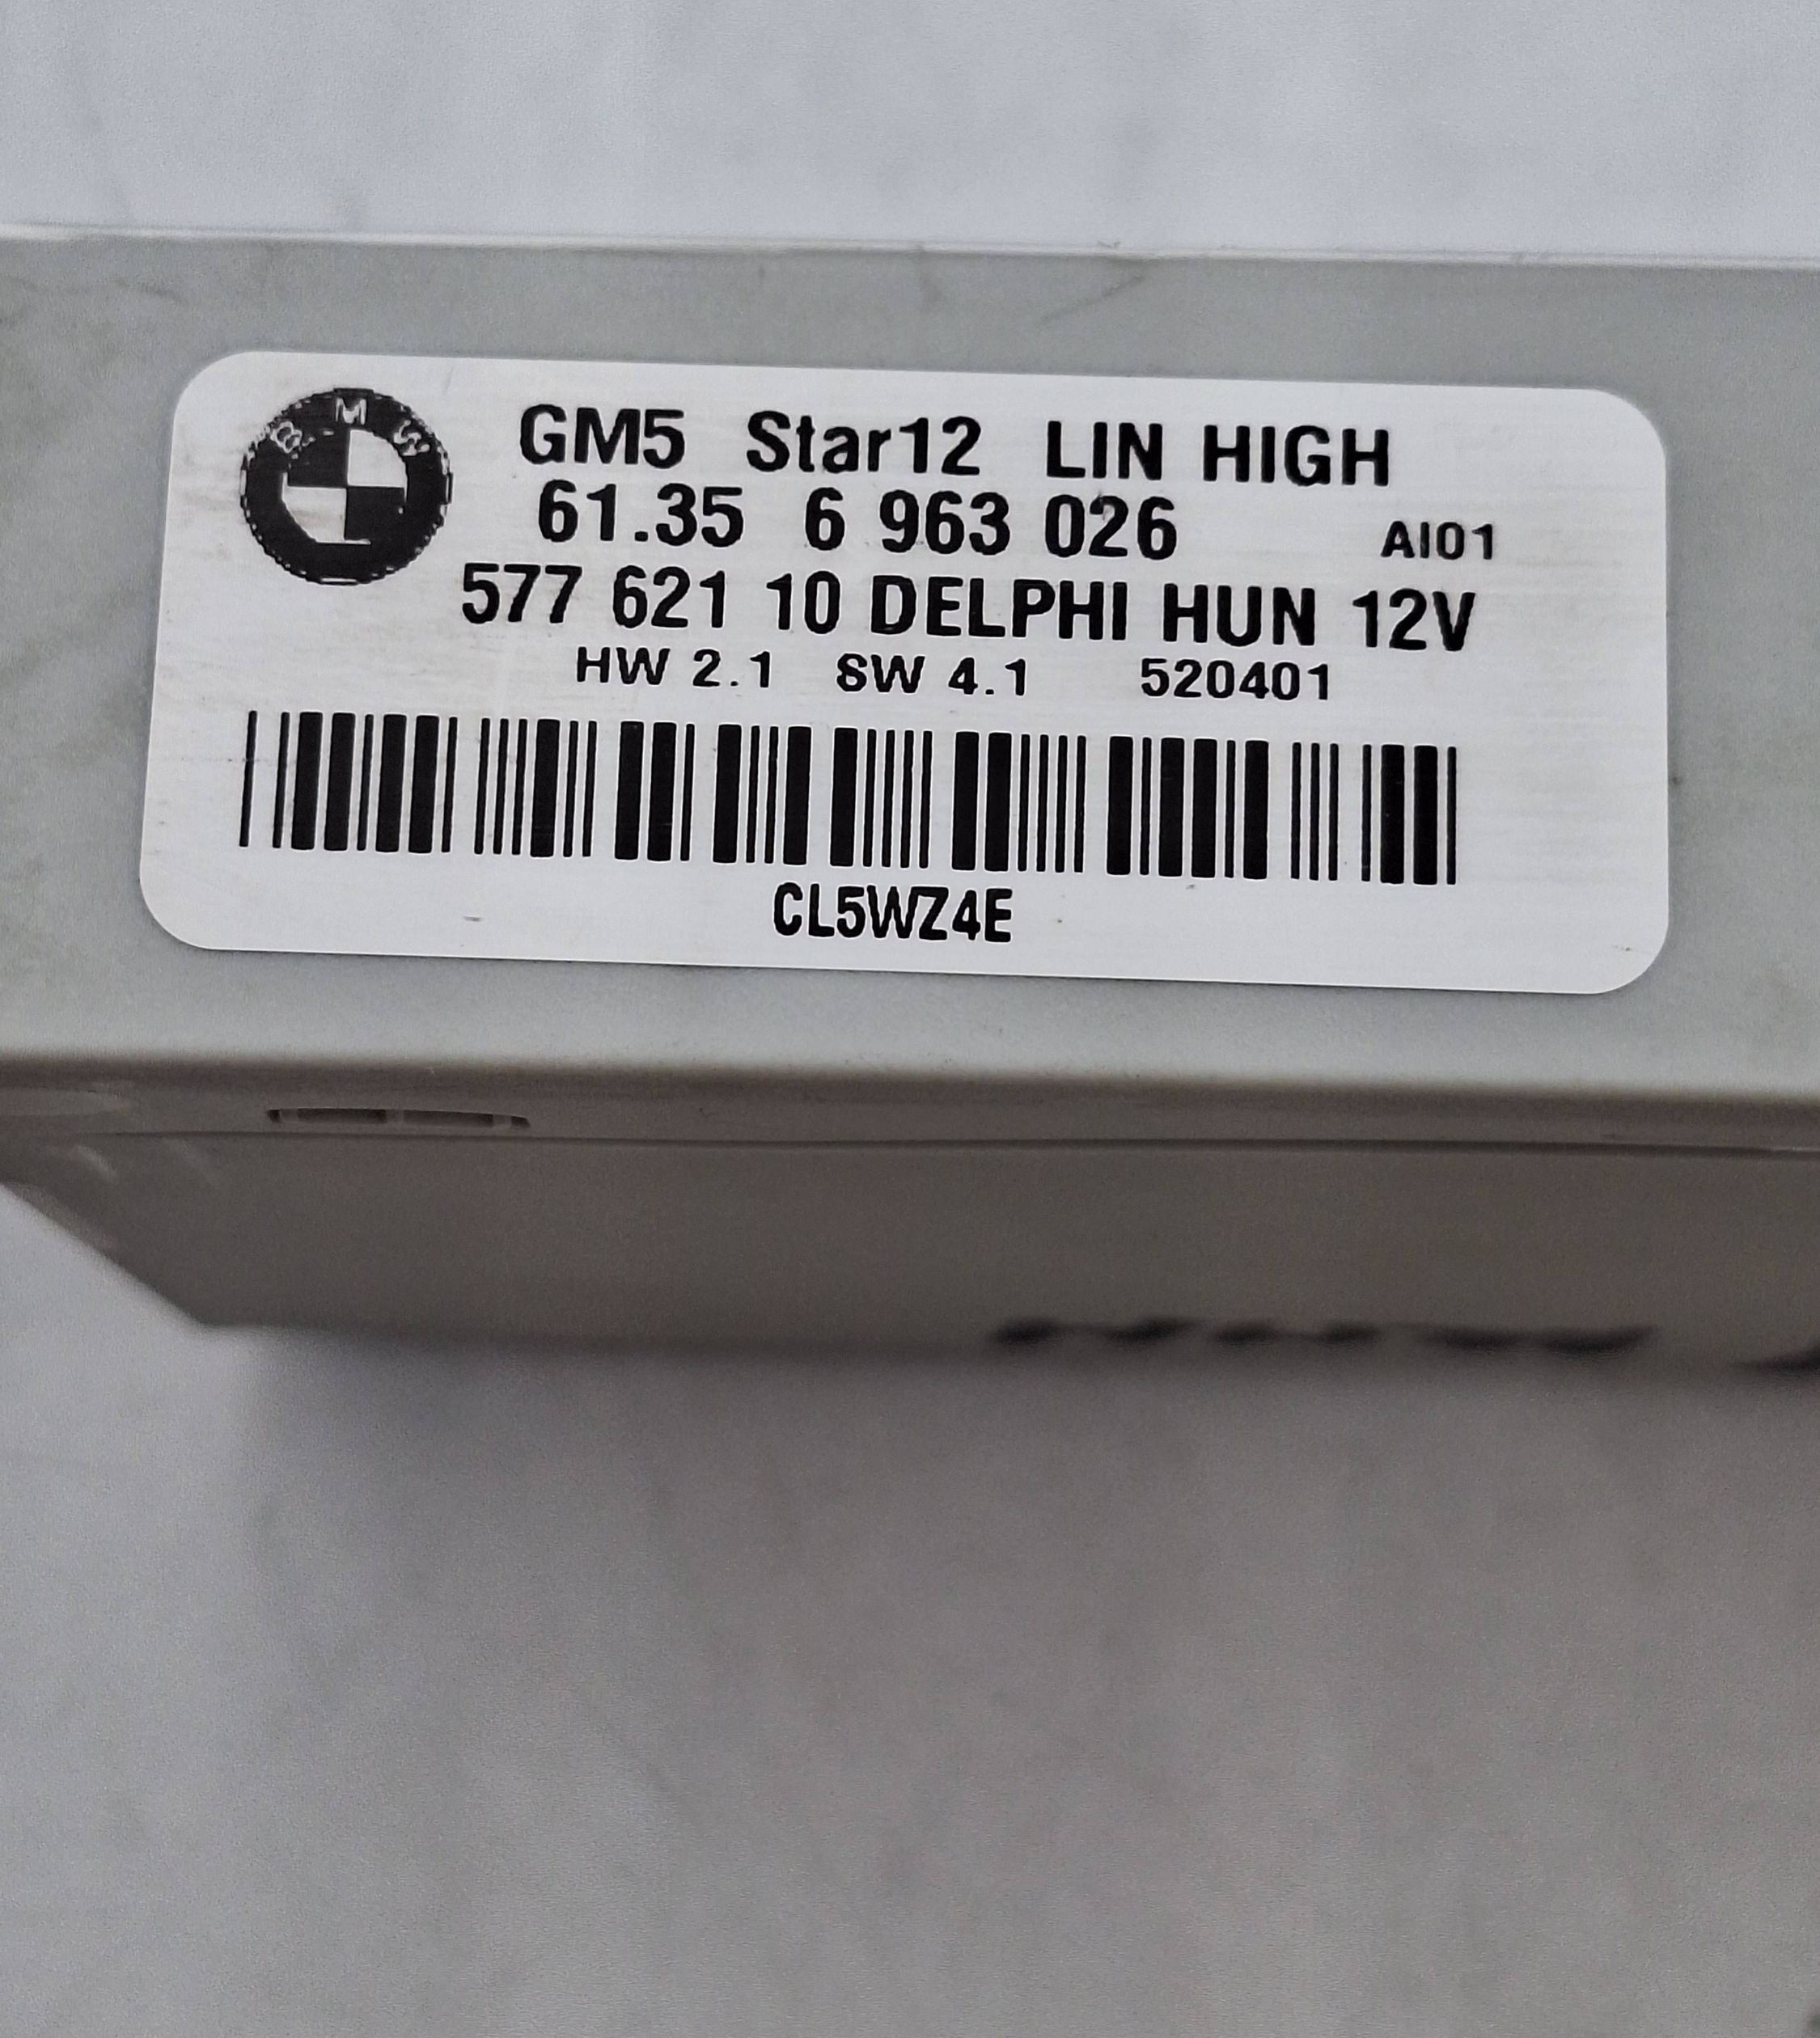 BMW
GM5 Star12 LIN HIGH
61.35 6 963 026 AI01
577 621 10 DELPHI HUN 12V
HW 2.1 SW 4.1 520401
CL5WZ4E